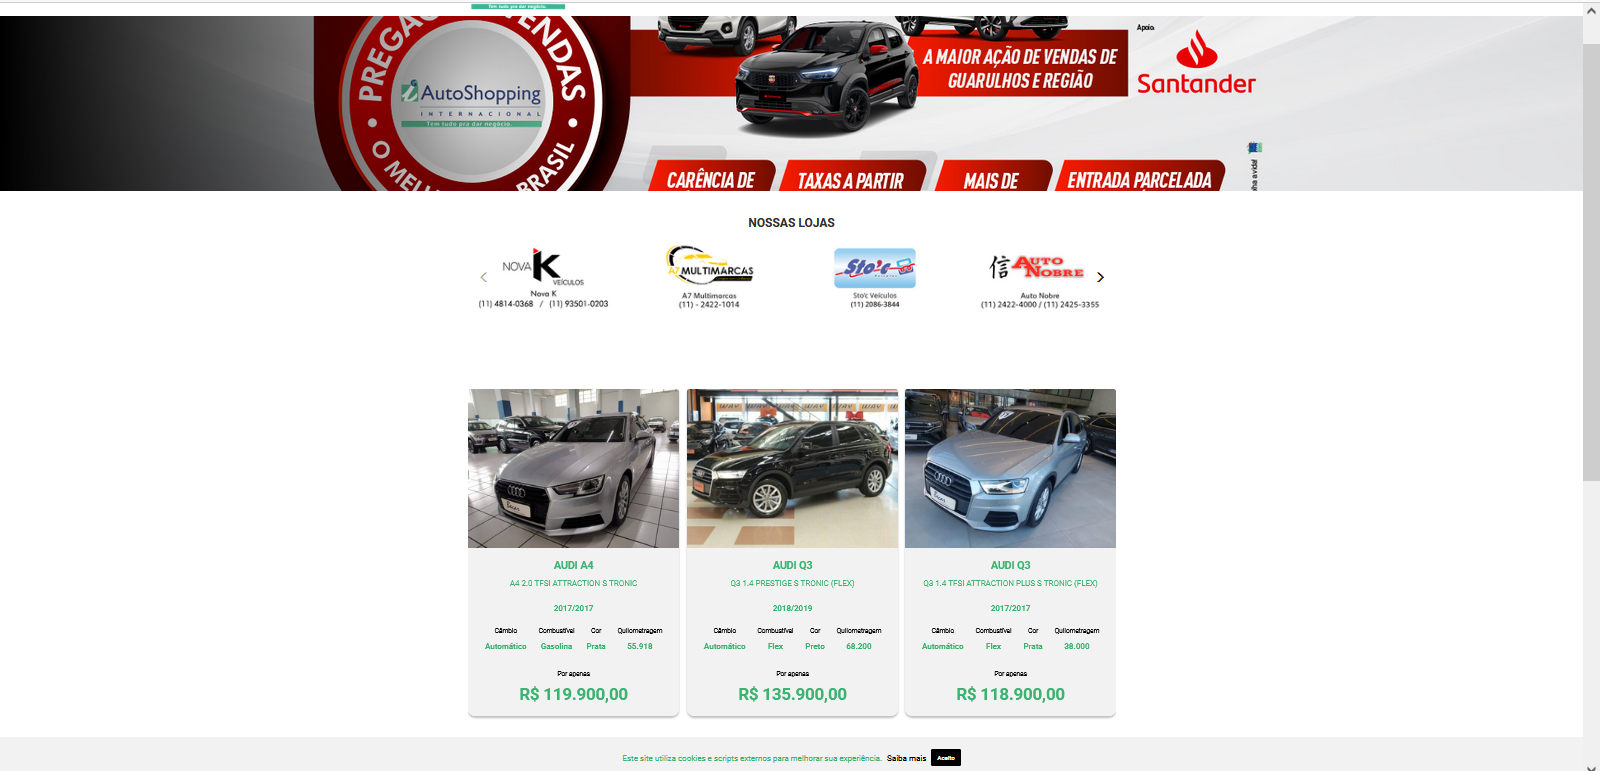 Tem tudo pra dar negócio.
PREGÃO VENDAS
AutoShopping
INTERNACIONAL
Tem tudo pra dar negócio.
O BRASIL
A MAIOR AÇÃO DE VENDAS DE
GUARULHOS E REGIÃO
Apoio:
Santander
CARÊNCIA DE
TAXAS A PARTIR
MAIS DE
ENTRADA PARCELADA
NOSSAS LOJAS
NOVA K
VEÍCULOS
Nova K
(11) 4814-0368 / (11) 93501-0203
A7 MULTIMARCAS
A7 Multimarcas
(11) - 2422-1014
Sto'c
Sto'c Veículos
(11) 2086-3844
信 AUTO
NOBRE
Auto Nobre
(11) 2422-4000 / (11) 2425-3355
AUDI A4
A4 2.0 TFSI ATTRACTION S TRONIC
2017/2017
Câmbio Combustível Cor Quilometragem
Automático Gasolina Prata 55.918
Por apenas
R$ 119.900,00
AUDI Q3
Q3 1.4 PRESTIGE S TRONIC (FLEX)
2018/2019
Câmbio Combustível Cor Quilometragem
Automático Flex Preto 68.200
Por apenas
R$ 135.900,00
AUDI Q3
Q3 1.4 TFSI ATTRACTION PLUS S TRONIC (FLEX)
2017/2017
Câmbio Combustível Cor Quilometragem
Automático Flex Prata 38.000
Por apenas
R$ 118.900,00
Este site utiliza cookies e scripts externos para melhorar sua experiência. Saiba mais Aceito